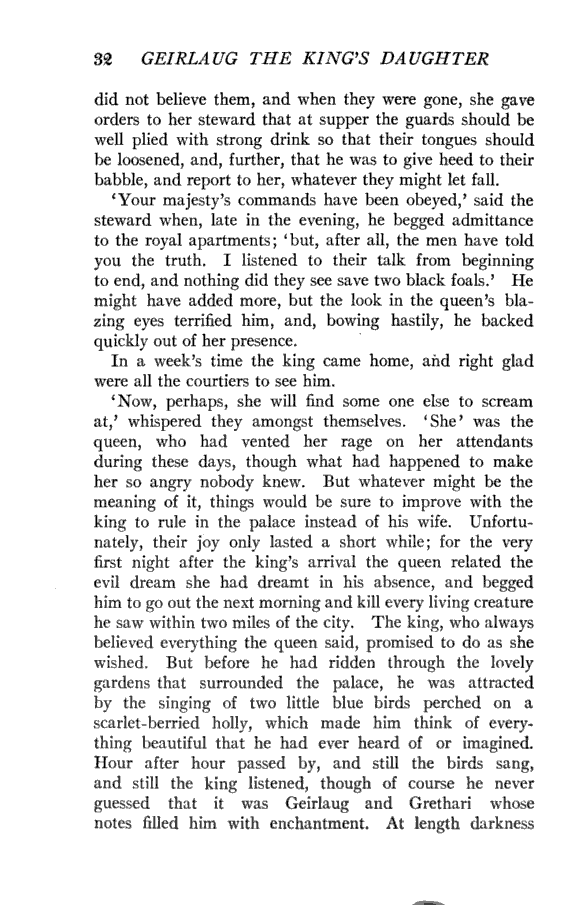 32 GEIRLAUG THE KING'S DAUGHTER
did not believe them, and when they were gone, she gave
orders to her steward that at supper the guards should be
well plied with strong drink so that their tongues should
be loosened, and, further, that he was to give heed to their
babble, and report to her, whatever they might let fall.
‘Your majesty’s commands have been obeyed,’ said the
steward when, late in the evening, he begged admittance
to the royal apartments; ‘but, after all, the men have told
you the truth. I listened to their talk from beginning
to end, and nothing did they see save two black foals.’ He
might have added more, but the look in the queen’s bla-
zing eyes terrified him, and, bowing hastily, he backed
quickly out of her presence.
In a week’s time the king came home, and right glad
were all the courtiers to see him.
‘Now, perhaps, she will find some one else to scream
at,’ whispered they amongst themselves. ‘She’ was the
queen, who had vented her rage on her attendants
during these days, though what had happened to make
her so angry nobody knew. But whatever might be the
meaning of it, things would be sure to improve with the
king to rule in the palace instead of his wife. Unfortu-
nately, their joy only lasted a short while; for the very
first night after the king’s arrival the queen related the
evil dream she had dreamt in his absence, and begged
him to go out the next morning and kill every living creature
he saw within two miles of the city. The king, who always
believed everything the queen said, promised to do as she
wished. But before he had ridden through the lovely
gardens that surrounded the palace, he was attracted
by the singing of two little blue birds perched on a
scarlet-berried holly, which made him think of every-
thing beautiful that he had ever heard of or imagined.
Hour after hour passed by, and still the birds sang,
and still the king listened, though of course he never
guessed that it was Geirlaug and Grethari whose
notes filled him with enchantment. At length darkness